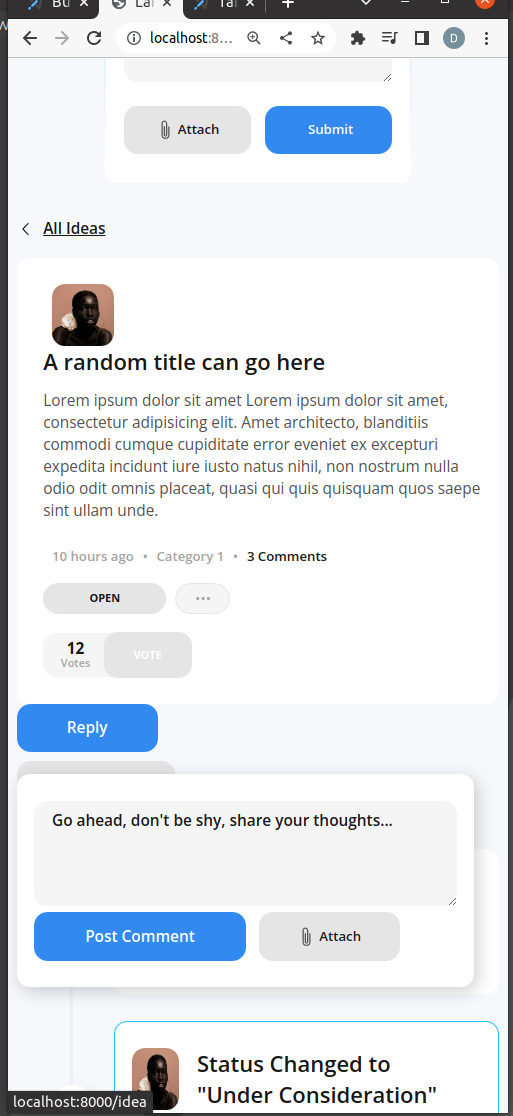 Bu
La
Ta
localhost:8...
D
Attach
Submit
All Ideas
A random title can go here
Lorem ipsum dolor sit amet Lorem ipsum dolor sit amet,
consectetur adipisicing elit. Amet architecto, blanditiis
commodi cumque cupiditate error eveniet ex excepturi
expedita incidunt iure iusto natus nihil, non nostrum nulla
odio odit omnis placeat, quasi qui quis quisquam quos saepe
sint ullam unde.
10 hours ago • Category 1 • 3 Comments
OPEN
12
Votes
VOTE
Reply
Go ahead, don't be shy, share your thoughts...
Post Comment
Attach
Status Changed to
"Under Consideration"
localhost:8000/idea